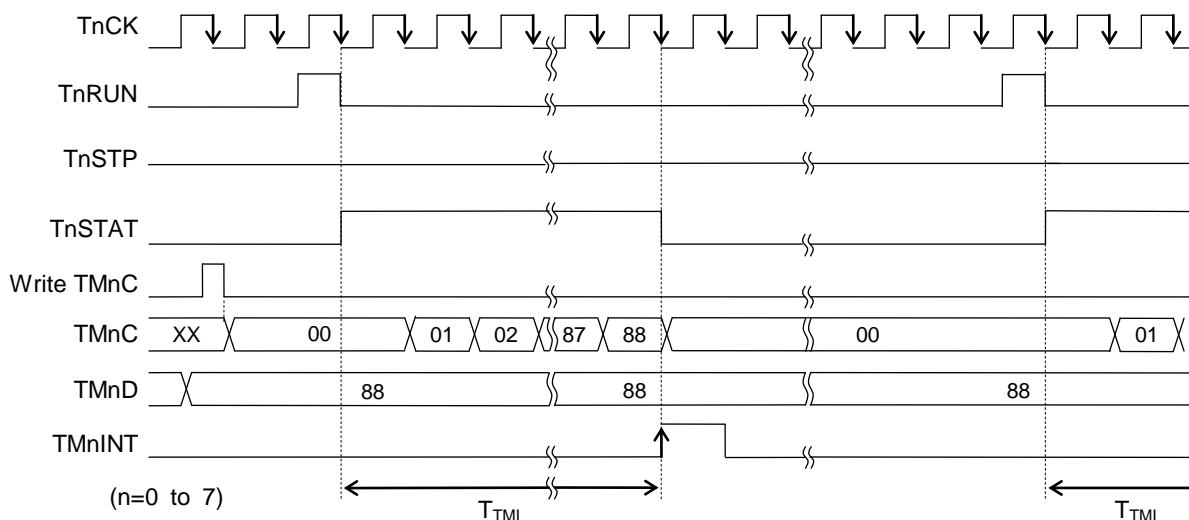 TnCK
TnRUN
TnSTP
TnSTAT
Write TMnC
TMnC XX 00 01 02 87 88 00 01
TMnD 88 88 88
TMnINT
(n=0 to 7) TTMI TTMI